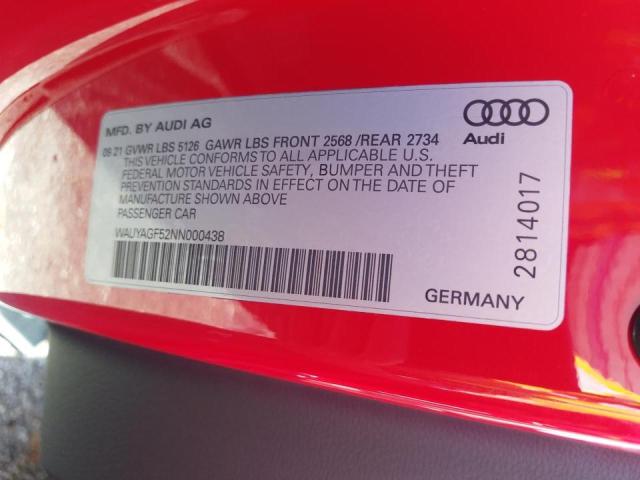 MFD. BY AUDI AG
06 21 GVWR LBS 5126 GAWR LBS FRONT 2568 /REAR 2734
THIS VEHICLE CONFORMS TO ALL APPLICABLE U.S.
FEDERAL MOTOR VEHICLE SAFETY, BUMPER AND THEFT
PREVENTION STANDARDS IN EFFECT ON THE DATE OF
MANUFACTURE SHOWN ABOVE
PASSENGER CAR
WAUYAGF52NN000438
Audi
2814017
GERMANY